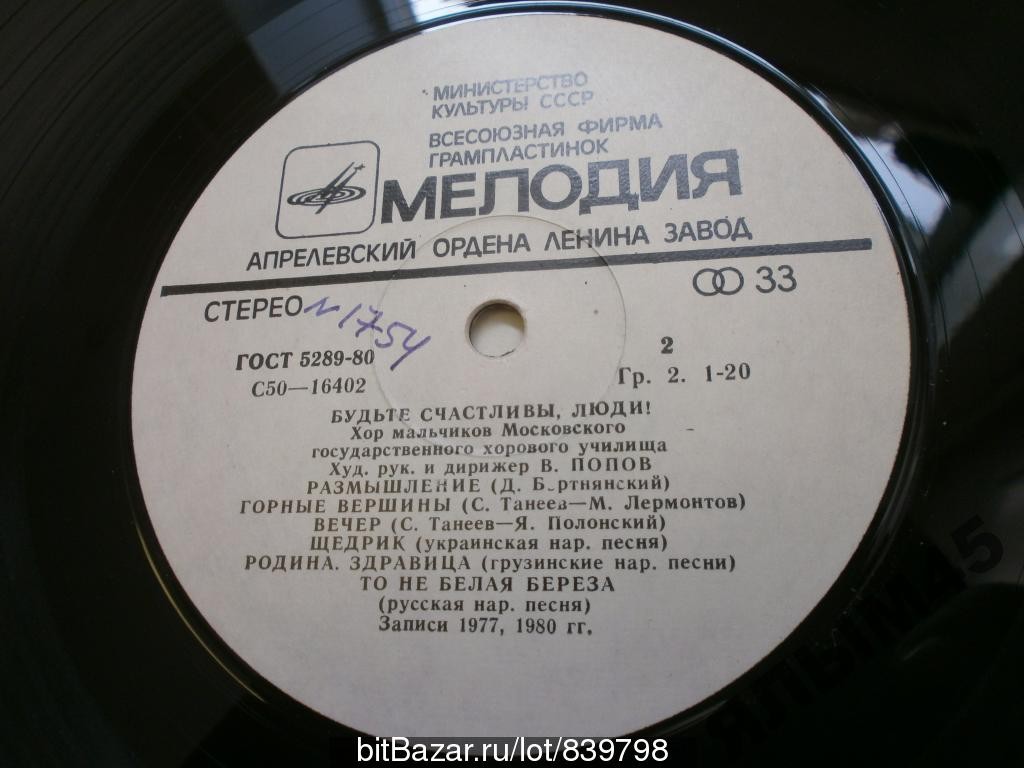 МИНИСТЕРСТВО
КУЛЬТУРЫ СССР
ВСЕСОЮЗНАЯ ФИРМА
ГРАМПЛАСТИНОК
МЕЛОДИЯ
АПРЕЛЕВСКИЙ ОРДЕНА ЛЕНИНА ЗАВОД
СТЕРЕО N 1754
33
ГОСТ 5289-80
2
С50—16402
Гр. 2. 1-20
БУДЬТЕ СЧАСТЛИВЫ, ЛЮДИ!
Хор мальчиков Московского
государственного хорового училища
Худ. рук. и дирижер В. ПОПОВ
РАЗМЫШЛЕНИЕ (Д. Бортнянский)
ГОРНЫЕ ВЕРШИНЫ (С. Танеев—М. Лермонтов)
ВЕЧЕР (С. Танеев—Я. Полонский)
ЩЕДРИК (украинская нар. песня)
РОДИНА. ЗДРАВИЦА (грузинские нар. песни)
ТО НЕ БЕЛАЯ БЕРЕЗА
(русская нар. песня)
Записи 1977, 1980 гг.
bitBazar.ru/lot/839798